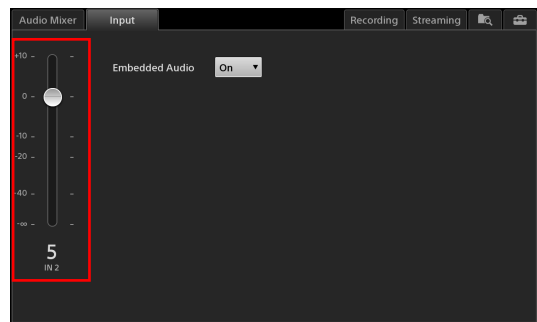 Audio Mixer Input Recording Streaming
+10
Embedded Audio On
0
-10
-20
-40
-∞
5
IN 2